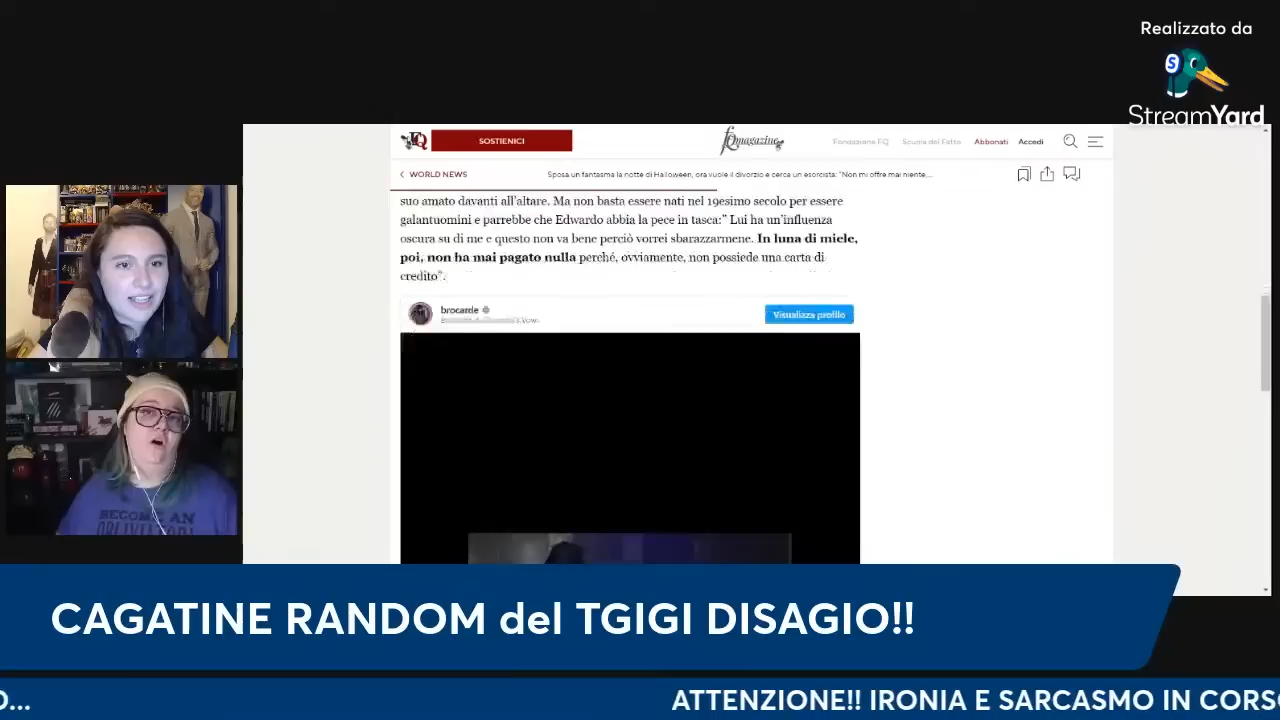 Realizzato da
StreamYard
FQ
SOSTIENICI
fQmagazine
Fondazione FQ
Scuola del Fatto
Abbonati
Accedi
WORLD NEWS
Sposa un fantasma la notte di Halloween, ora vuole il divorzio e cerca un esorcista: "Non mi offre mai niente,...
suo amato davanti all'altare. Ma non basta essere nati nel 19esimo secolo per essere
galantuomini e parrebbe che Edwardo abbia la pece in tasca:" Lui ha un'influenza
oscura su di me e questo non va bene perciò vorrei sbarazzarmene. In luna di miele,
poi, non ha mai pagato nulla perché, ovviamente, non possiede una carta di
credito".
brocarde
Visualizza profilo
BECOME AN
OBLIVION
CAGATINE RANDOM del TGIGI DISAGIO!!
O...
ATTENZIONE!! IRONIA E SARCASMO IN CORS